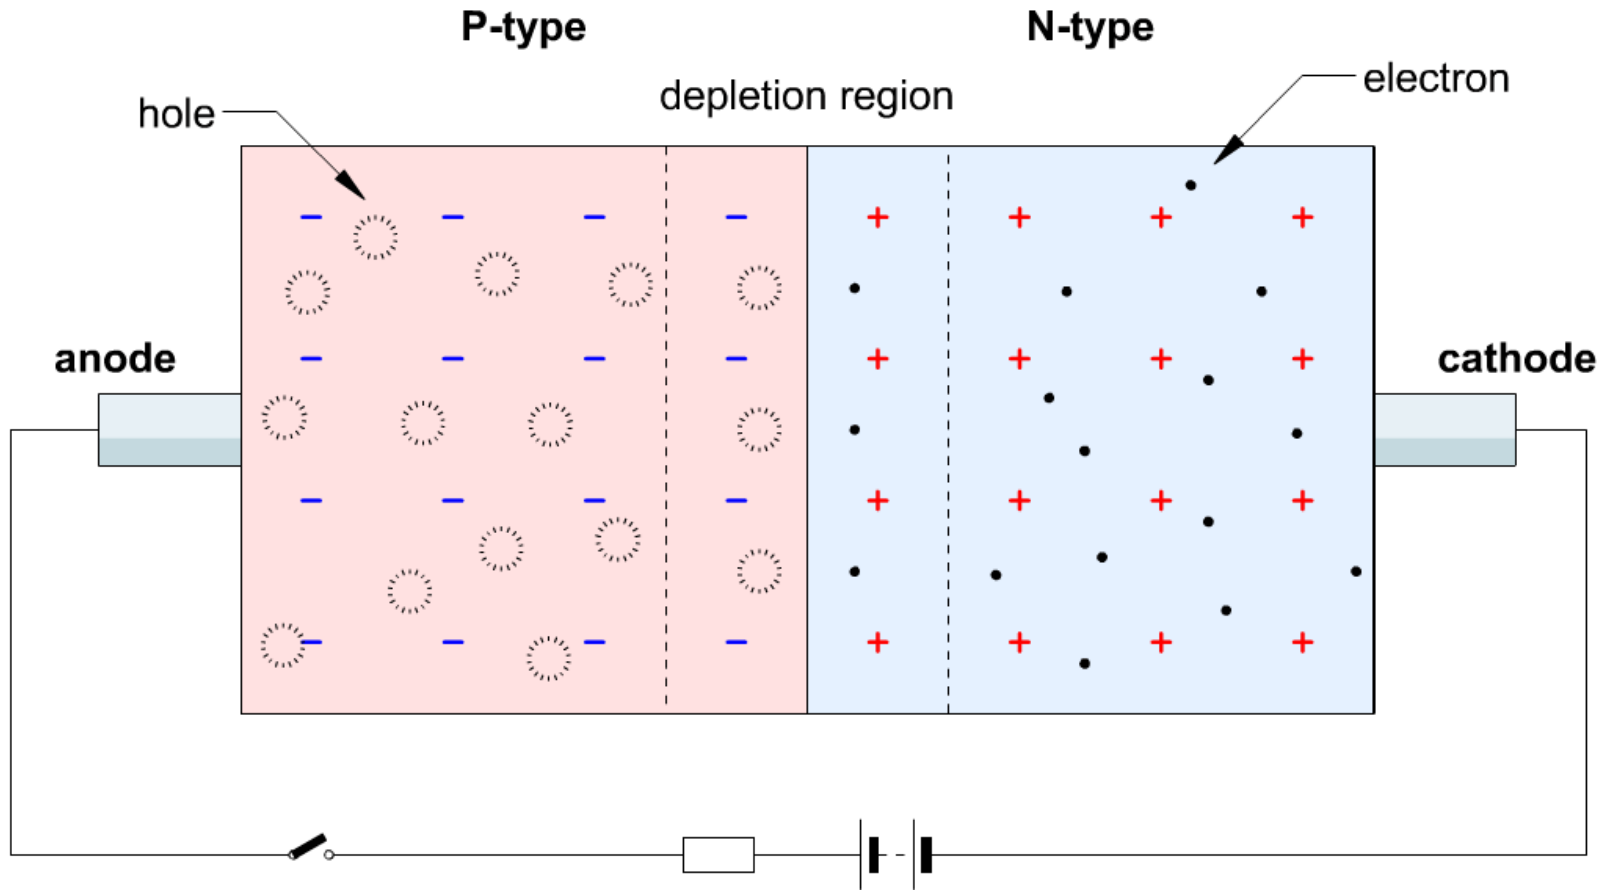 P-type
N-type
depletion region
electron
hole
anode
cathode